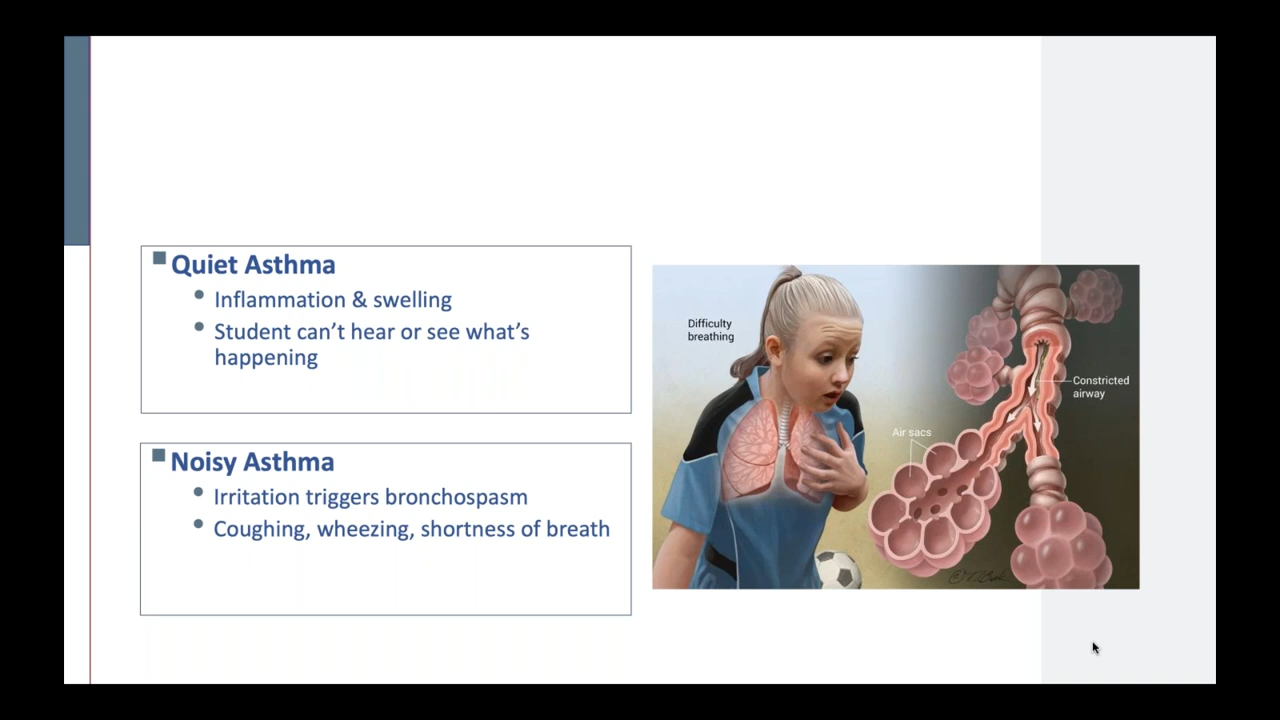 Quiet Asthma
Inflammation & swelling
Student can’t hear or see what’s
happening
Noisy Asthma
Irritation triggers bronchospasm
Coughing, wheezing, shortness of breath
Difficulty
breathing
Constricted
airway
Air sacs